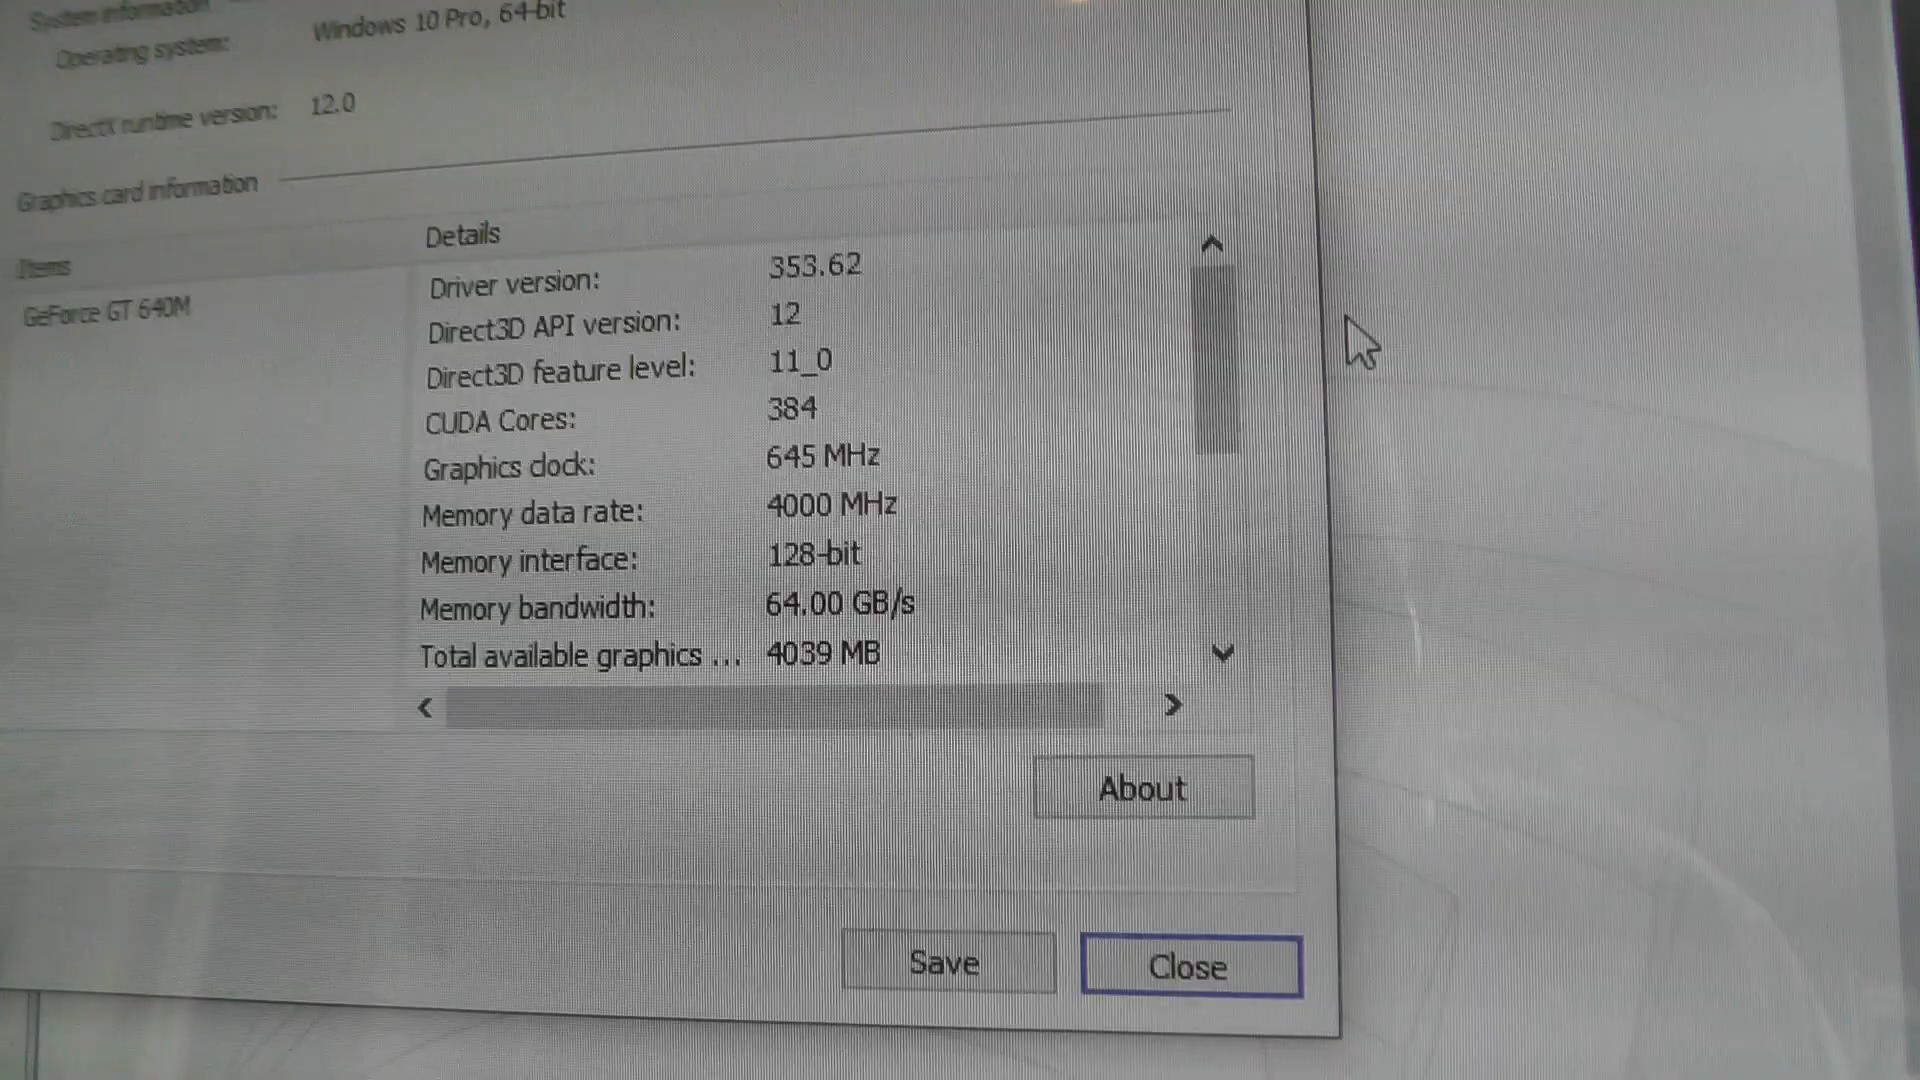 System information
Operating system: Windows 10 Pro, 64-bit
DirectX runtime version: 12.0
Graphics card information
Items Details
GeForce GT 640M
Driver version: 353.62
Direct3D API version: 12
Direct3D feature level: 11_0
CUDA Cores: 384
Graphics clock: 645 MHz
Memory data rate: 4000 MHz
Memory interface: 128-bit
Memory bandwidth: 64.00 GB/s
Total available graphics ... 4039 MB
About
Save Close